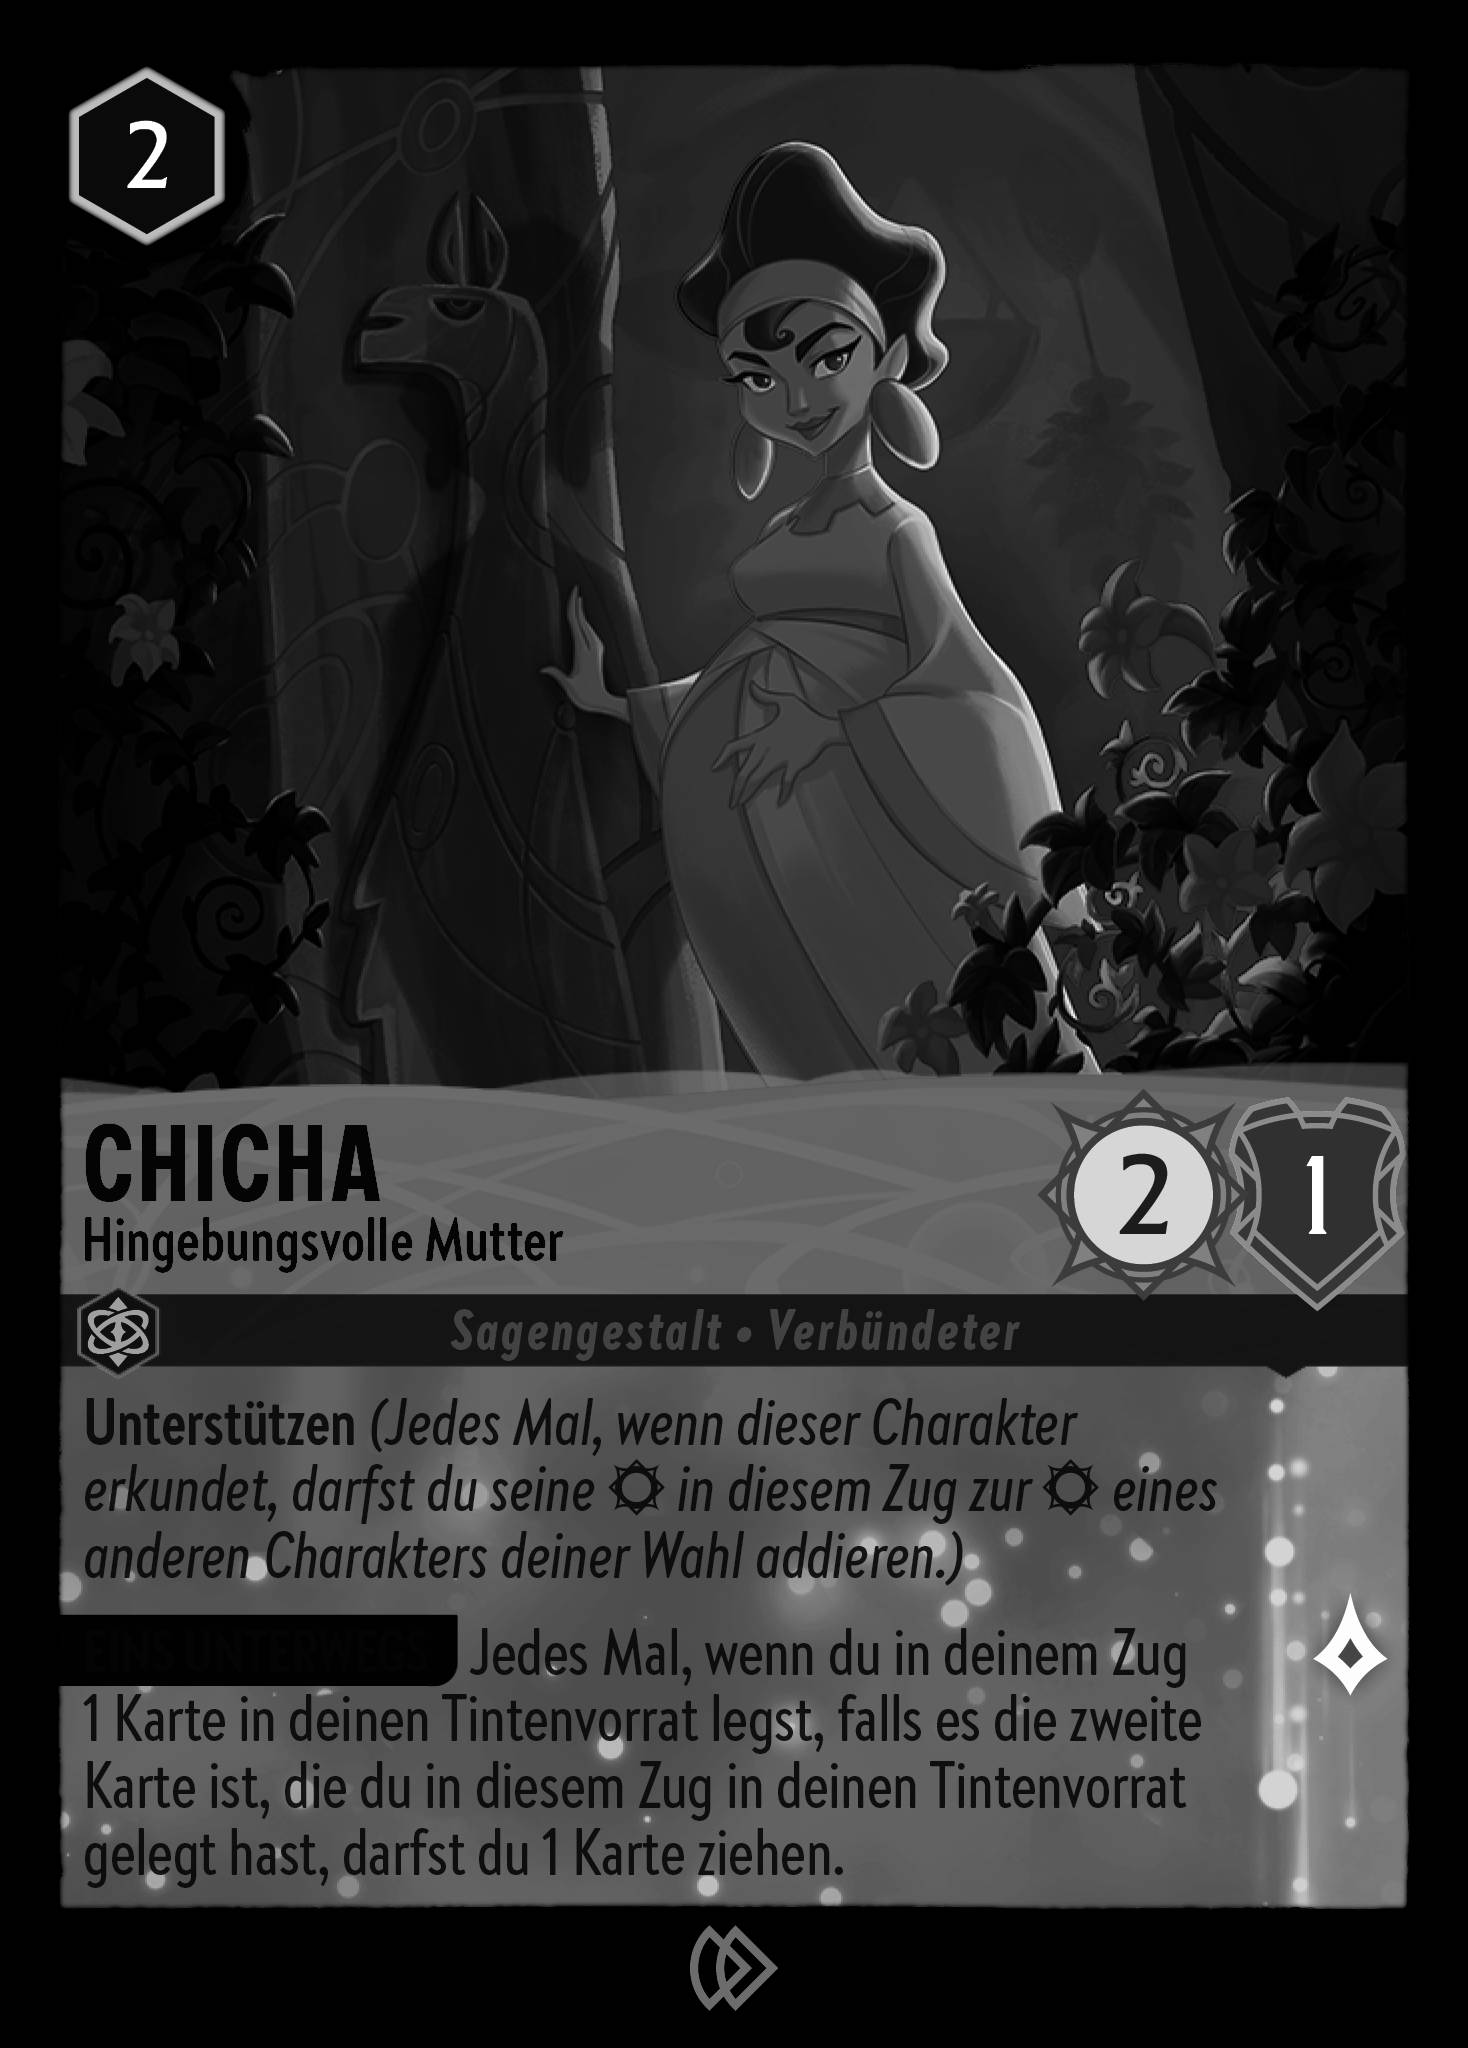 2
CHICHA
Hingebungsvolle Mutter
2 1
Sagengestalt • Verbündeter
Unterstützen (Jedes Mal, wenn dieser Charakter
erkundet, darfst du seine in diesem Zug zur eines
anderen Charakters deiner Wahl addieren.)
EINS UNTERWEGS Jedes Mal, wenn du in deinem Zug
1 Karte in deinen Tintenvorrat legst, falls es die zweite
Karte ist, die du in diesem Zug in deinen Tintenvorrat
gelegt hast, darfst du 1 Karte ziehen.